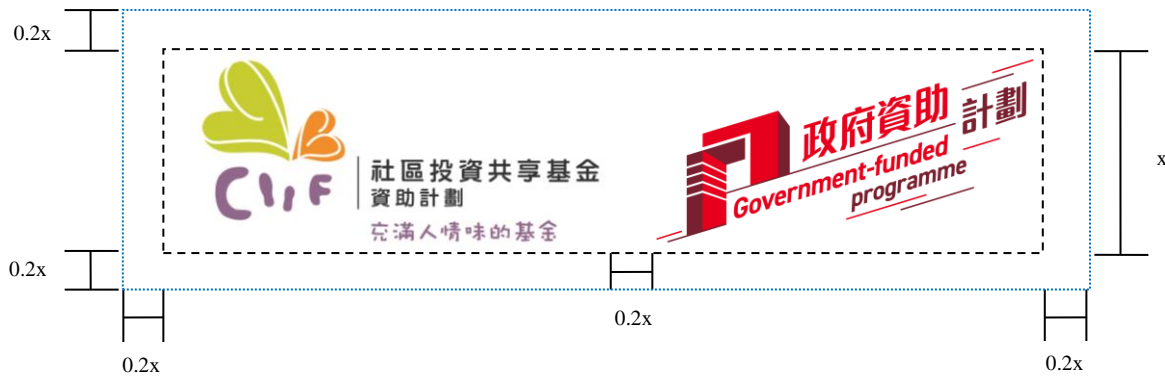 0.2x
x
CIIF
社區投資共享基金
資助計劃
充滿人情味的基金
政府資助計劃
Government-funded
programme
0.2x
0.2x
0.2x
0.2x